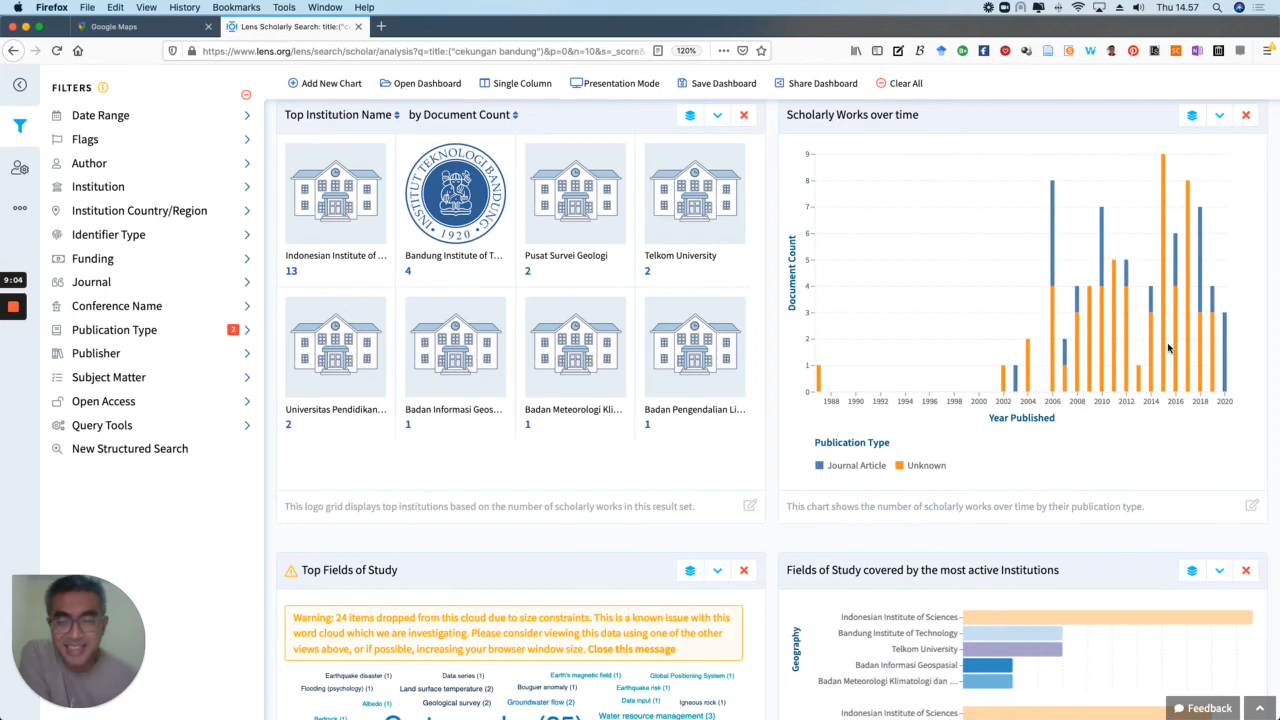 Firefox File Edit View History Bookmarks Tools Window Help
Thu 14.57
Google Maps
Lens Scholarly Search: title:("c
https://www.lens.org/lens/search/scholar/analysis?q=title:("cekungan bandung")&p=0&n=10&s=_score&
120%
FILTERS
Date Range
Flags
Author
Institution
Institution Country/Region
Identifier Type
Funding
Journal
Conference Name
Publication Type 2
Publisher
Subject Matter
Open Access
Query Tools
New Structured Search
9:04
Add New Chart Open Dashboard Single Column Presentation Mode Save Dashboard Share Dashboard Clear All
Top Institution Name by Document Count
INSTITUT TEKNOLOGI BANDUNG
1920
Indonesian Institute of ... Bandung Institute of T... Pusat Survei Geologi Telkom University
13 4 2 2
Universitas Pendidikan... Badan Informasi Geos... Badan Meteorologi Kli... Badan Pengendalian Li...
2 1 1 1
This logo grid displays top institutions based on the number of scholarly works in this result set.
Scholarly Works over time
Document Count
9
8
7
6
5
4
3
2
1
0
1988 1990 1992 1994 1996 1998 2000 2002 2004 2006 2008 2010 2012 2014 2016 2018 2020
Year Published
Publication Type
Journal Article Unknown
This chart shows the number of scholarly works over time by their publication type.
Top Fields of Study
Warning: 24 items dropped from this cloud due to size constraints. This is a known issue with this
word cloud which we are investigating. Please consider viewing this data using one of the other
views above, or if possible, increasing your browser window size. Close this message
Earthquake disaster (1) Data series (1) Earth's magnetic field (1) Global Positioning System (1)
Flooding (psychology) (1) Land surface temperature (2) Bouguer anomaly (1) Earthquake risk (1)
Albedo (1) Geological survey (2) Groundwater flow (2) Data input (1) Igneous rock (1)
Water resource management (3)
Fields of Study covered by the most active Institutions
Geography
Indonesian Institute of Sciences
Bandung Institute of Technology
Telkom University
Badan Informasi Geospasial
Badan Meteorologi Klimatologi dan ...
Indonesian Institute of Sciences
Feedback